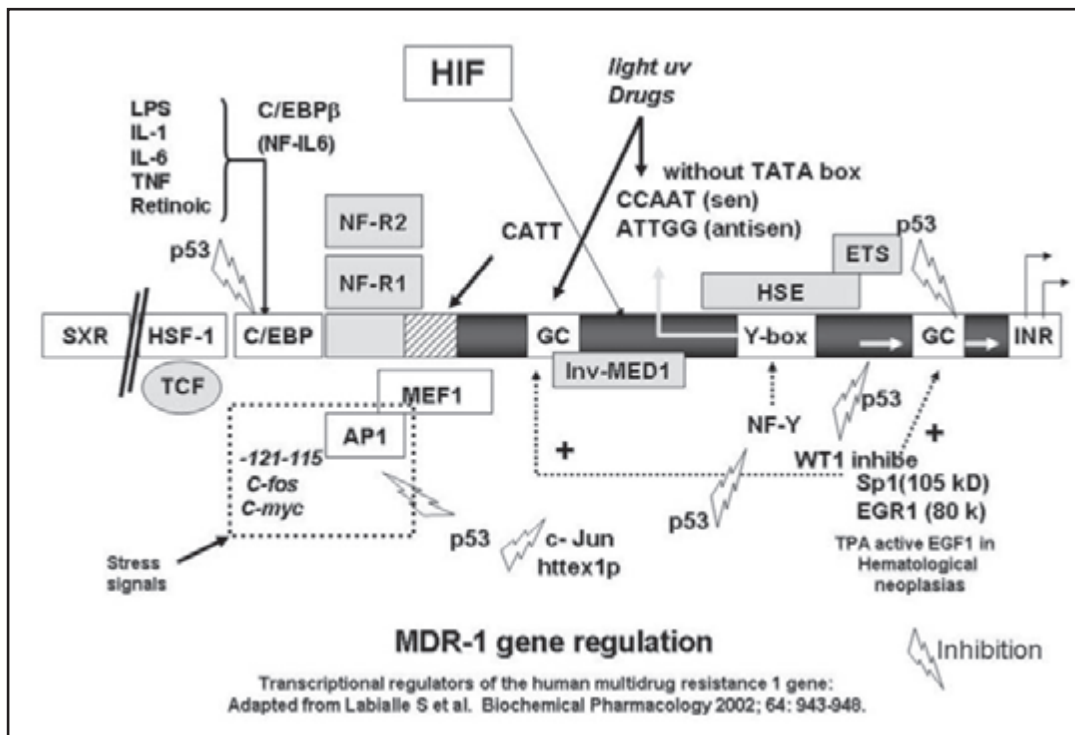 HIF
light uv
Drugs
LPS
IL-1
IL-6
TNF
Retinoic
C/EBPβ
(NF-IL6)
without TATA box
CCAAT (sen)
ATTGG (antisen)
CATT
p53
NF-R2
NF-R1
p53
ETS
HSE
SXR
HSF-1
C/EBP
GC
Y-box
GC
INR
TCF
Inv-MED1
MEF1
AP1
-121-115
C-fos
C-myc
+
NF-Y
p53
+
WT1 inhibe
Sp1(105 kD)
EGR1 (80 k)
p53
p53
c- Jun
httex1p
Stress
signals
TPA active EGF1 in
Hematological
neoplasias
MDR-1 gene regulation
Inhibition
Transcriptional regulators of the human multidrug resistance 1 gene:
Adapted from Labialle S et al. Biochemical Pharmacology 2002; 64: 943-948.